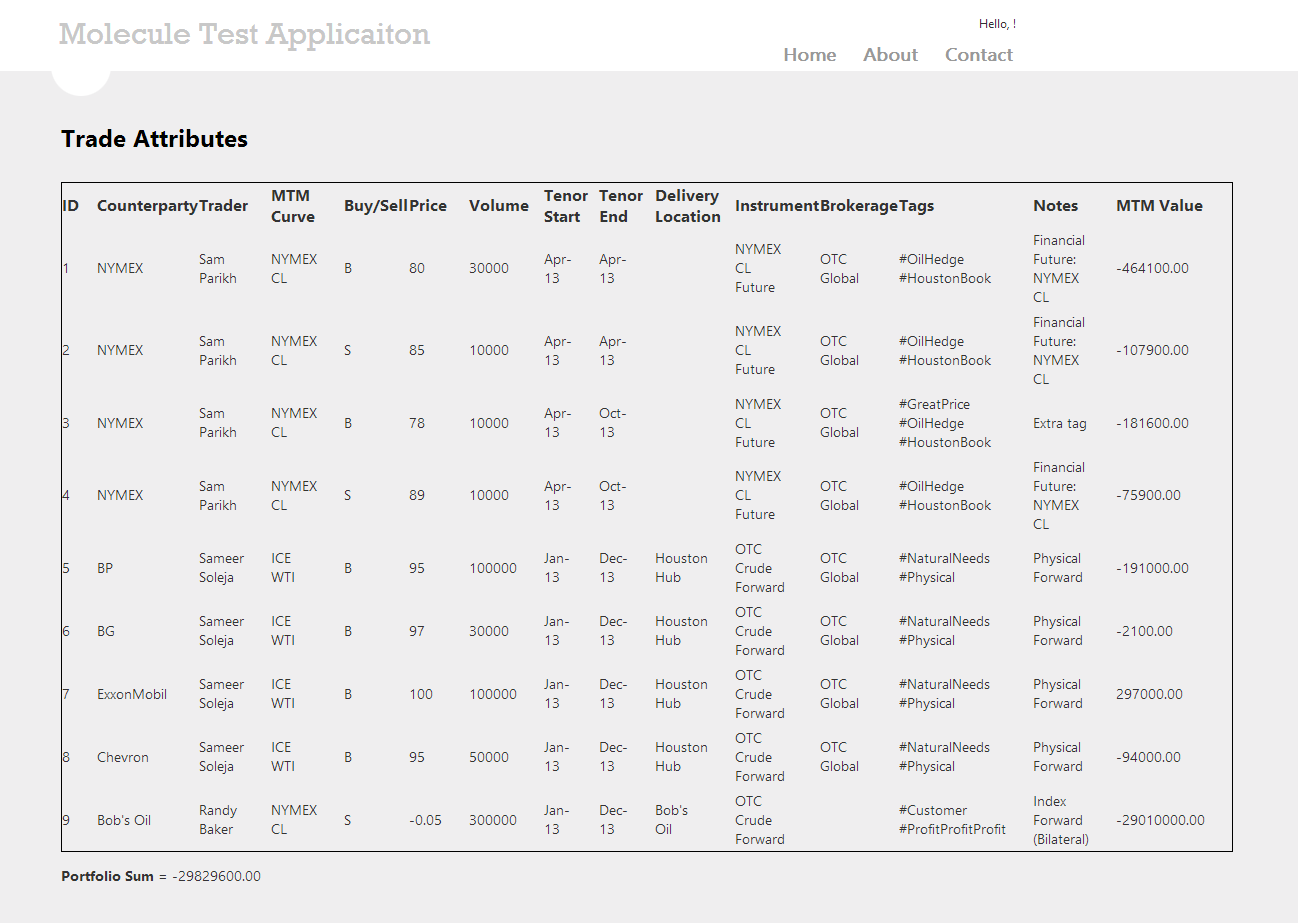 Molecule Test Applicaiton
Hello, !
Home About Contact
Trade Attributes
ID Counterparty Trader MTM Curve Buy/Sell Price Volume Tenor Start Tenor End Delivery Location Instrument Brokerage Tags Notes MTM Value
1 NYMEX Sam Parikh NYMEX CL B 80 30000 Apr-13 Apr-13 NYMEX CL Future OTC Global #OilHedge #HoustonBook Financial Future: NYMEX CL -464100.00
2 NYMEX Sam Parikh NYMEX CL S 85 10000 Apr-13 Apr-13 NYMEX CL Future OTC Global #OilHedge #HoustonBook Financial Future: NYMEX CL -107900.00
3 NYMEX Sam Parikh NYMEX CL B 78 10000 Apr-13 Oct-13 NYMEX CL Future OTC Global #GreatPrice #OilHedge #HoustonBook Extra tag -181600.00
4 NYMEX Sam Parikh NYMEX CL S 89 10000 Apr-13 Oct-13 NYMEX CL Future OTC Global #OilHedge #HoustonBook Financial Future: NYMEX CL -75900.00
5 BP Sameer Soleja ICE WTI B 95 100000 Jan-13 Dec-13 Houston Hub OTC Crude Forward OTC Global #NaturalNeeds #Physical Physical Forward -191000.00
6 BG Sameer Soleja ICE WTI B 97 30000 Jan-13 Dec-13 Houston Hub OTC Crude Forward OTC Global #NaturalNeeds #Physical Physical Forward -2100.00
7 ExxonMobil Sameer Soleja ICE WTI B 100 100000 Jan-13 Dec-13 Houston Hub OTC Crude Forward OTC Global #NaturalNeeds #Physical Physical Forward 297000.00
8 Chevron Sameer Soleja ICE WTI B 95 50000 Jan-13 Dec-13 Houston Hub OTC Crude Forward OTC Global #NaturalNeeds #Physical Physical Forward -94000.00
9 Bob's Oil Randy Baker NYMEX CL S -0.05 300000 Jan-13 Dec-13 Bob's Oil OTC Crude Forward #Customer #ProfitProfitProfit Index Forward (Bilateral) -29010000.00
Portfolio Sum = -29829600.00